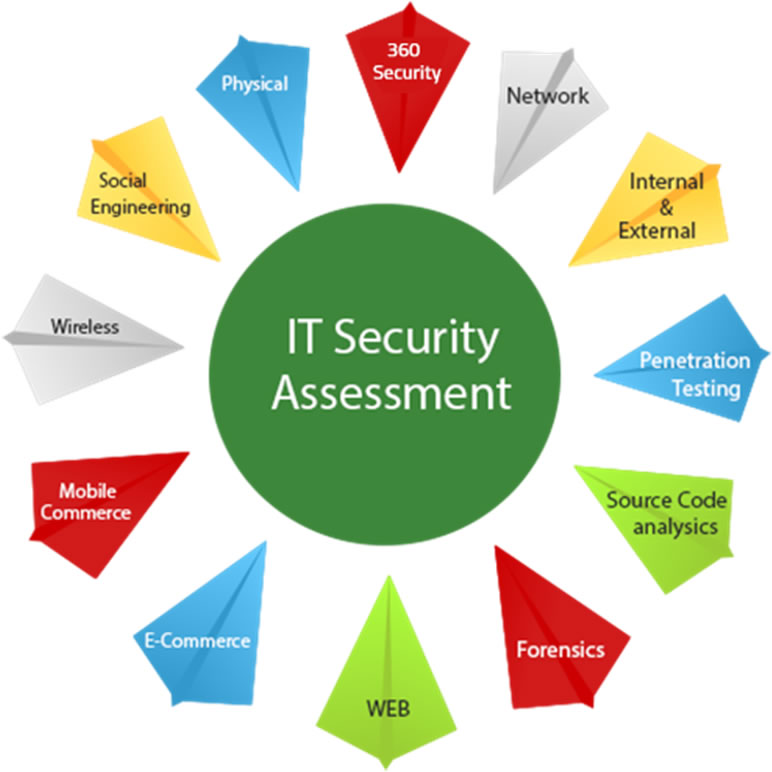 360
Security
Network
Internal
&
External
Penetration
Testing
Source Code
analysics
Forensics
WEB
E-Commerce
Mobile
Commerce
Wireless
Social
Engineering
Physical
IT Security
Assessment